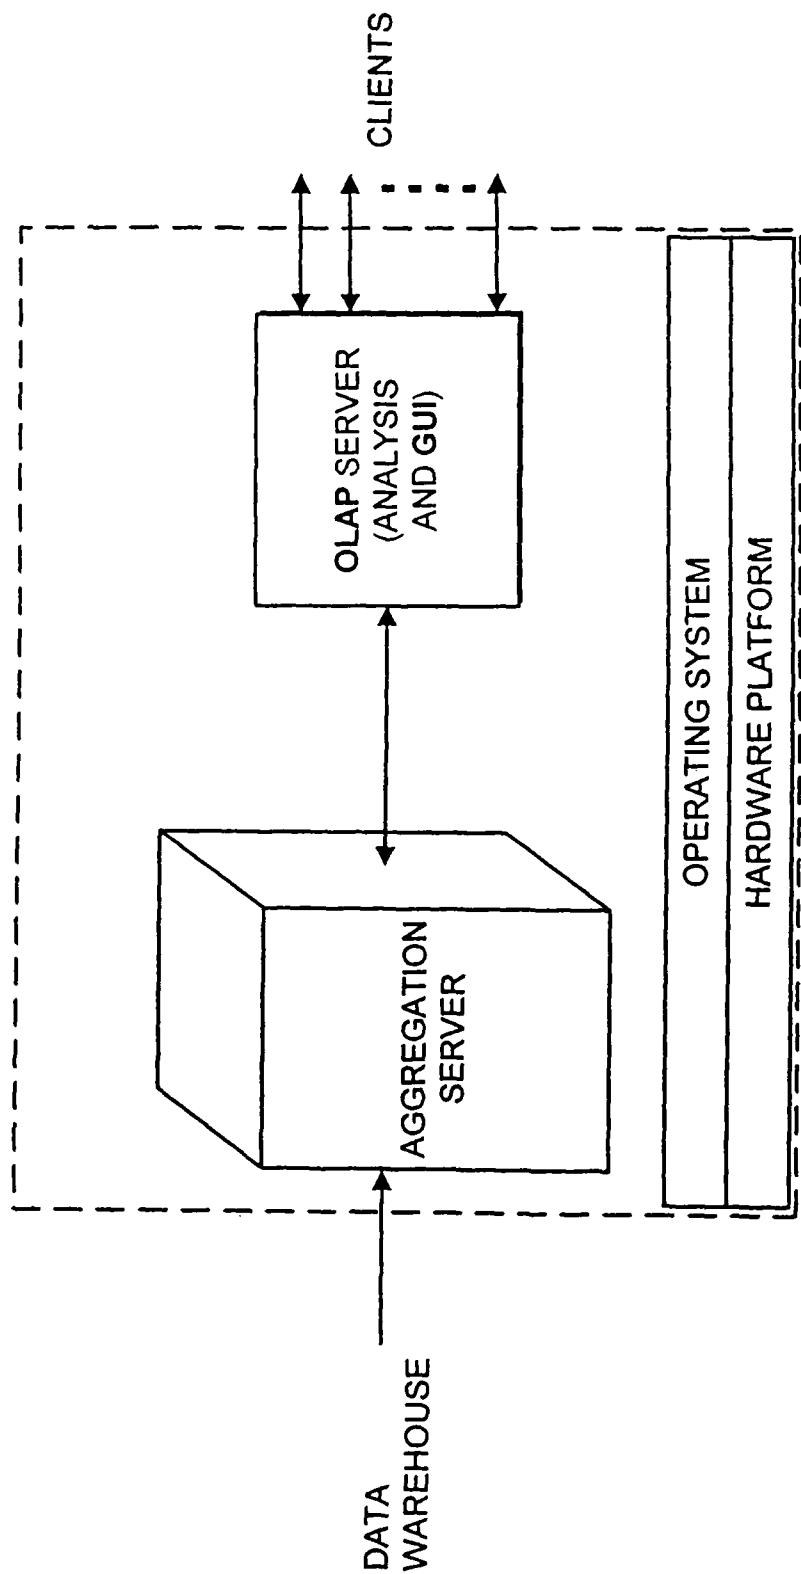 DATA
WAREHOUSE
AGGREGATION
SERVER
OLAP SERVER
(ANALYSIS
AND GUI)
CLIENTS
OPERATING SYSTEM
HARDWARE PLATFORM